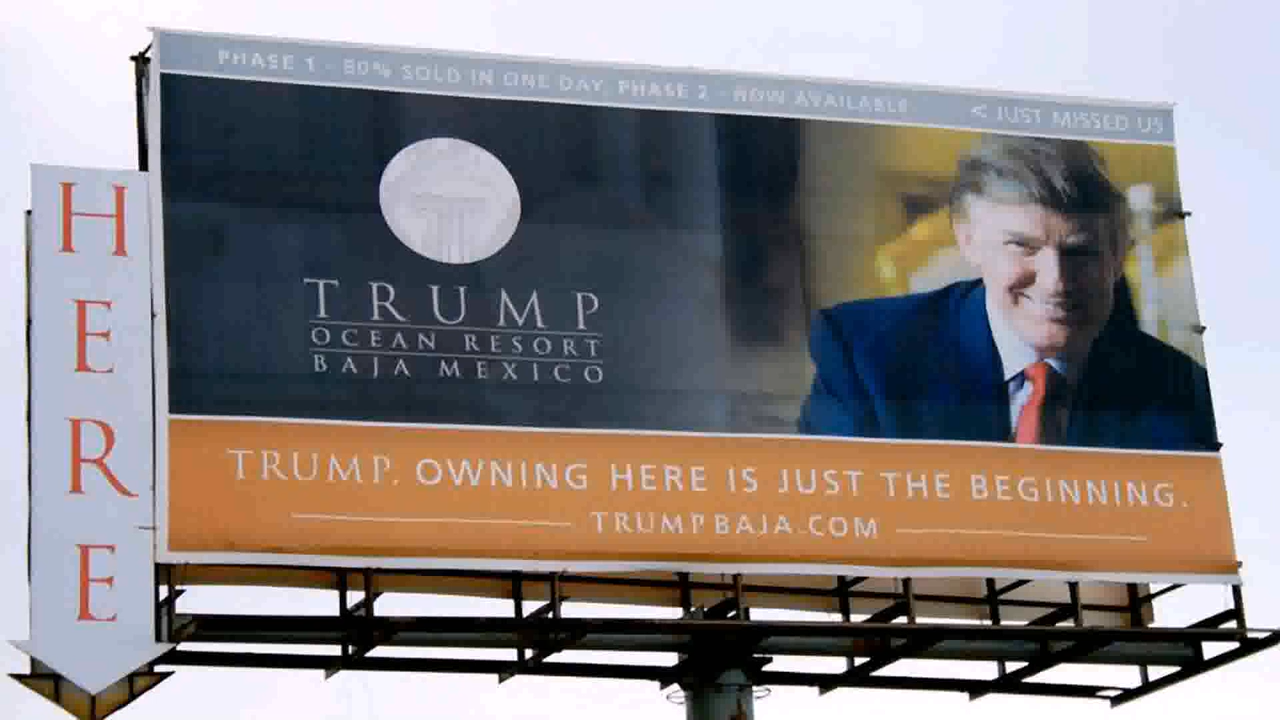 PHASE 1 - 80% SOLD IN ONE DAY. PHASE 2 - NOW AVAILABLE. < JUST MISSED US
HERE
TRUMP
OCEAN RESORT
BAJA MEXICO
TRUMP. OWNING HERE IS JUST THE BEGINNING.
TRUMPBAJA.COM